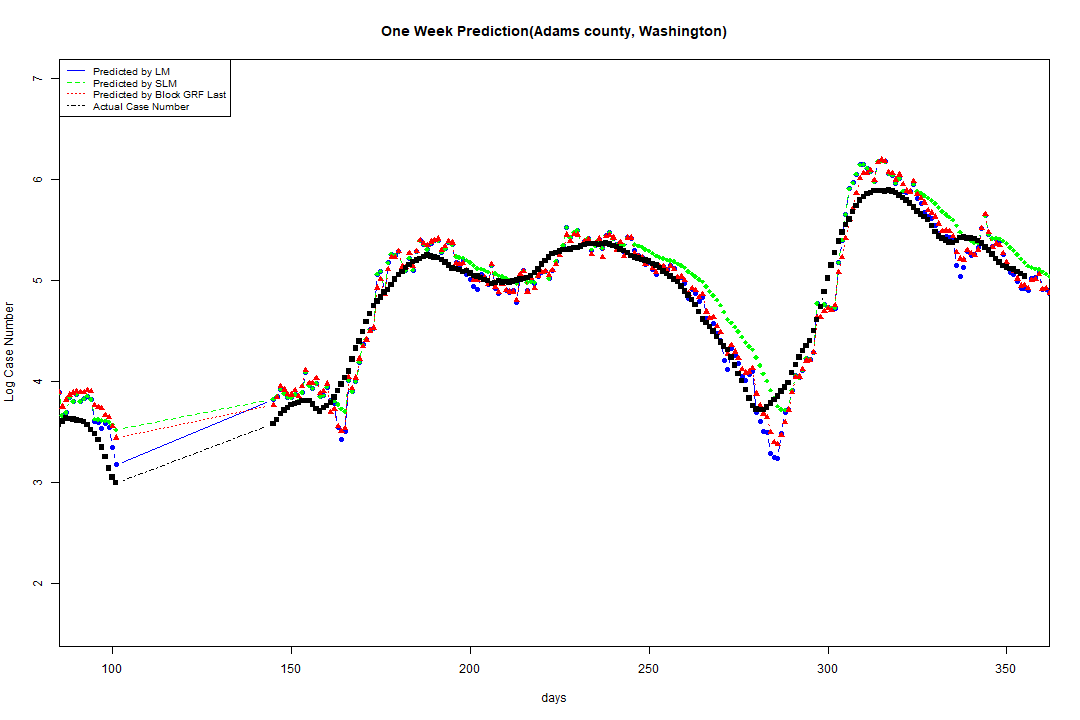 One Week Prediction(Adams county, Washington)
Predicted by LM
Predicted by SLM
Predicted by Block GRF Last
Actual Case Number
7
6
5
4
3
2
Log Case Number
100 150 200 250 300 350
days